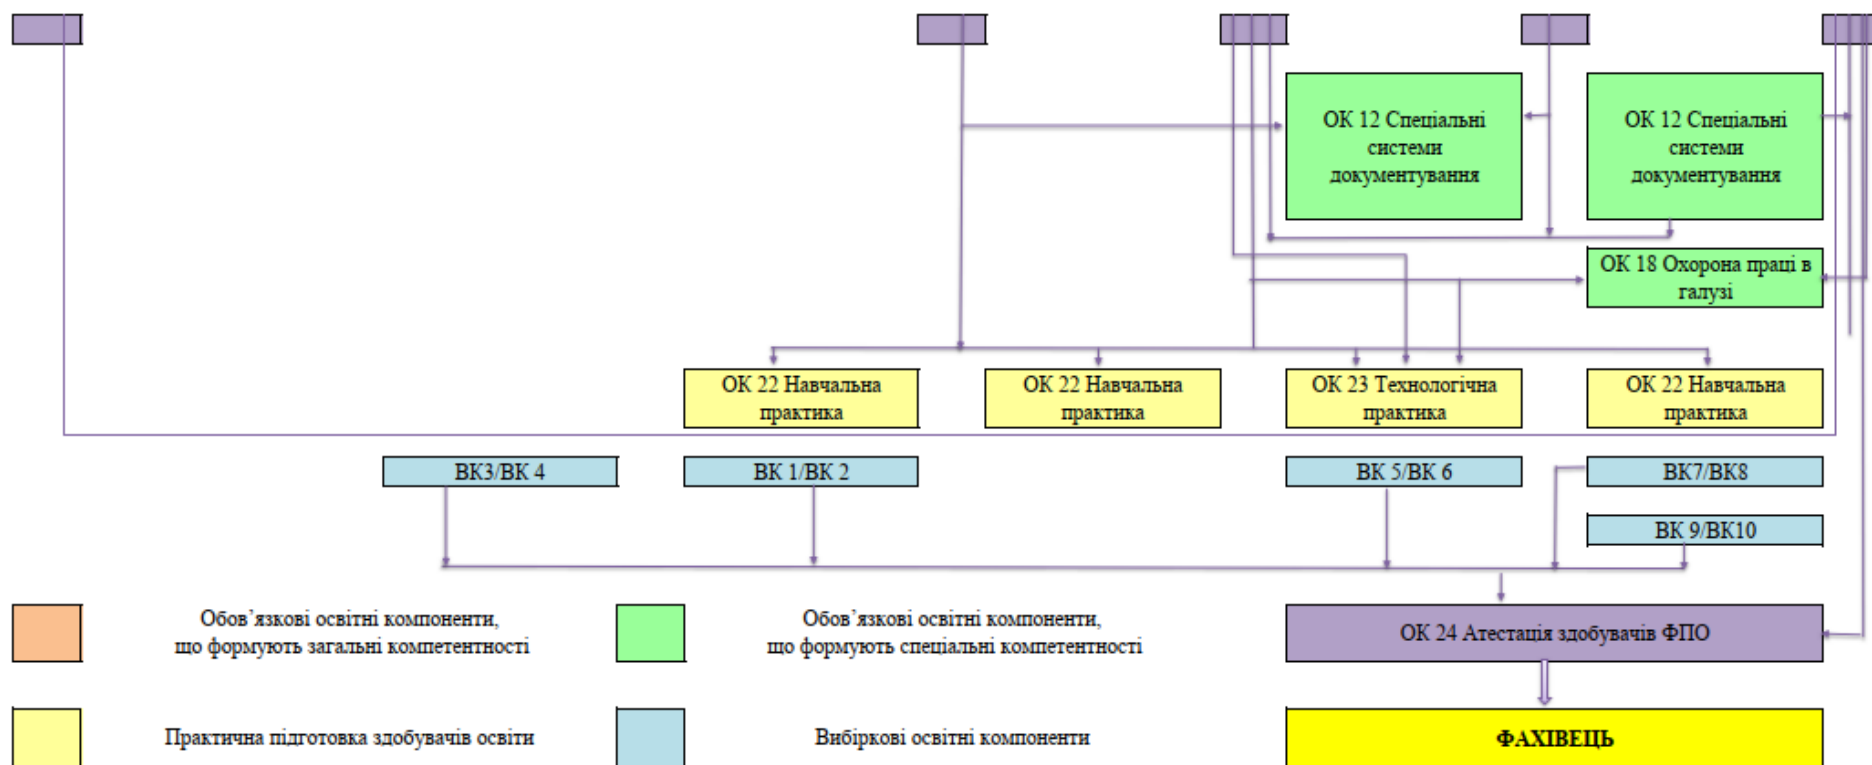 ОК 12 Спеціальні
системи
документування
ОК 12 Спеціальні
системи
документування
ОК 18 Охорона праці в
галузі
ОК 22 Навчальна
практика
ОК 22 Навчальна
практика
ОК 23 Технологічна
практика
ОК 22 Навчальна
практика
ВК3/ВК 4
ВК 1/ВК 2
ВК 5/ВК 6
ВК7/ВК8
ВК 9/ВК10
Обов’язкові освітні компоненти,
що формують загальні компетентності
Обов’язкові освітні компоненти,
що формують спеціальні компетентності
ОК 24 Атестація здобувачів ФПО
Практична підготовка здобувачів освіти
Вибіркові освітні компоненти
ФАХІВЕЦЬ